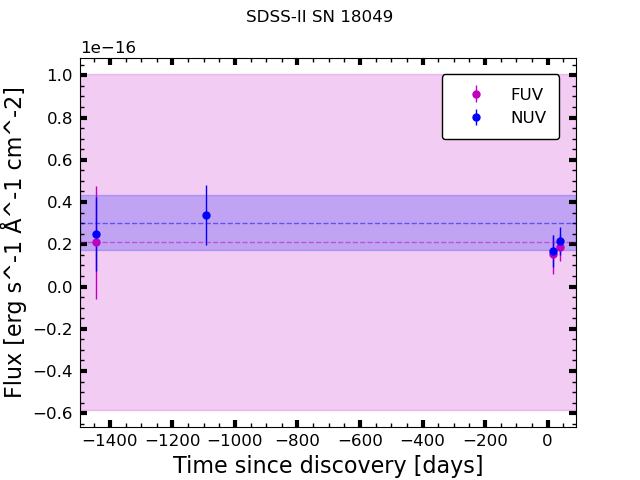 SDSS-II SN 18049
1e−16
1.0
0.8
0.6
0.4
0.2
0.0
−0.2
−0.4
−0.6
Flux [erg s^-1 Å^-1 cm^-2]
FUV
NUV
−1400 −1200 −1000 −800 −600 −400 −200 0
Time since discovery [days]